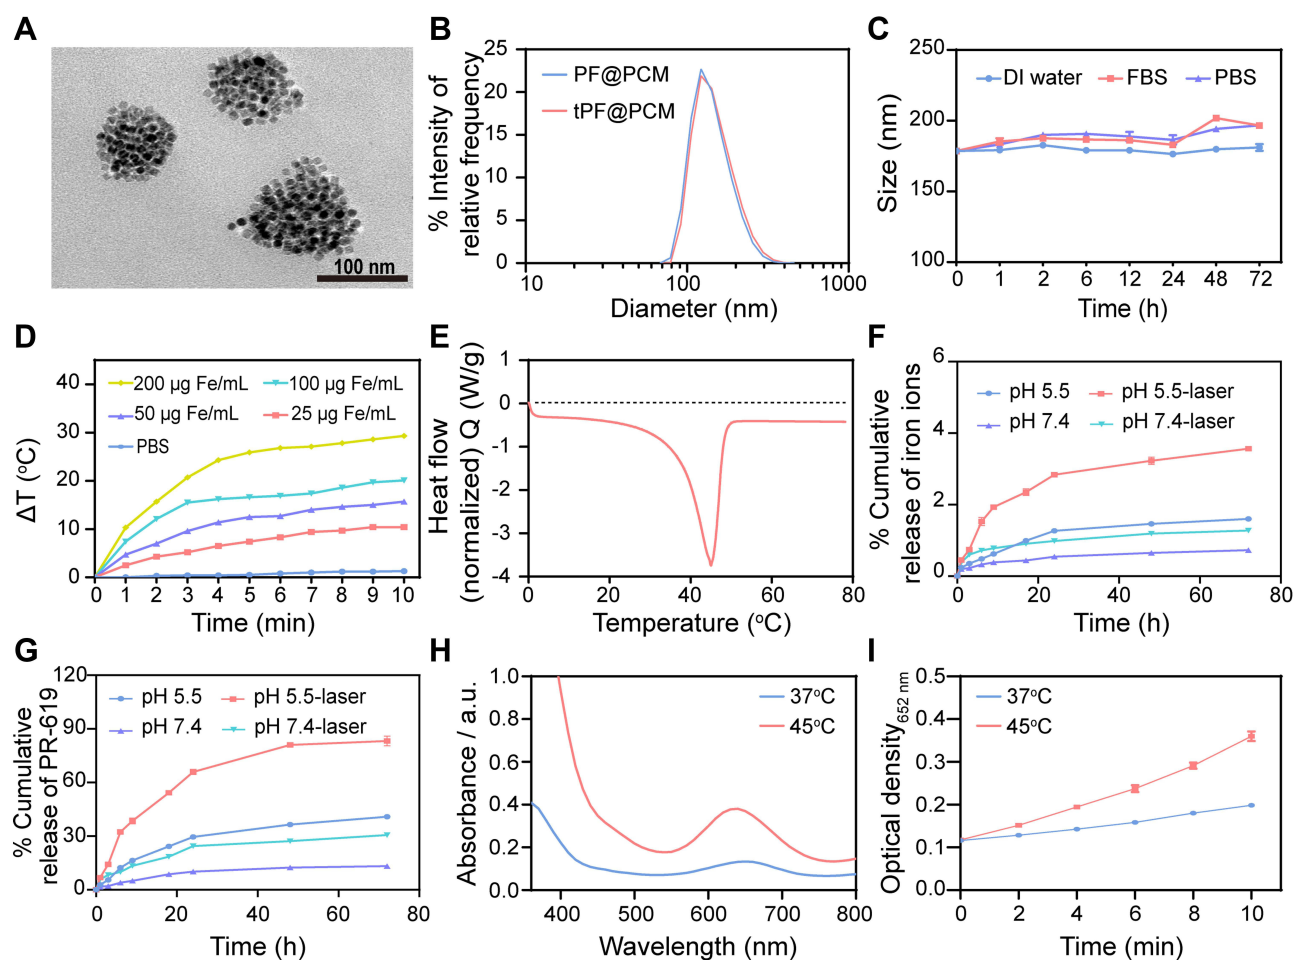 A
100 nm
B
% Intensity of
relative frequency
25
20
15
10
5
0
PF@PCM
tPF@PCM
10
100
1000
Diameter (nm)
C
Size (nm)
250
200
150
100
DI water
FBS
PBS
0 1 2 6 12 24 48 72
Time (h)
D
ΔT (°C)
40
30
20
10
0
200 µg Fe/mL
100 µg Fe/mL
50 µg Fe/mL
25 µg Fe/mL
PBS
0 1 2 3 4 5 6 7 8 9 10
Time (min)
E
Heat flow
(normalized) Q (W/g)
1
0
-1
-2
-3
-4
0 20 40 60 80
Temperature (°C)
F
% Cumulative
release of iron ions
6
4
2
0
pH 5.5
pH 5.5-laser
pH 7.4
pH 7.4-laser
0 20 40 60 80
Time (h)
G
% Cumulative
release of PR-619
120
90
60
30
0
pH 5.5
pH 5.5-laser
pH 7.4
pH 7.4-laser
0 20 40 60 80
Time (h)
H
Absorbance / a.u.
1.0
0.8
0.6
0.4
0.2
0.0
37°C
45°C
400 500 600 700 800
Wavelength (nm)
I
Optical density652 nm
0.5
0.4
0.3
0.2
0.1
0.0
37°C
45°C
0 2 4 6 8 10
Time (min)